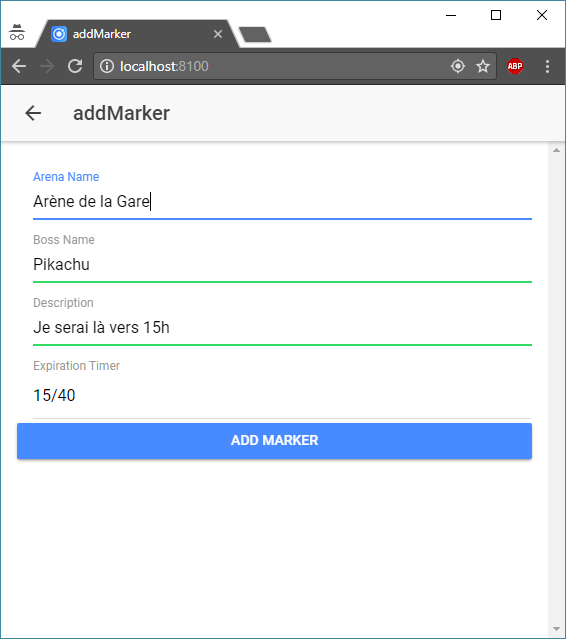 addMarker
localhost:8100
ABP
addMarker
Arena Name
Arène de la Gare
Boss Name
Pikachu
Description
Je serai là vers 15h
Expiration Timer
15/40
ADD MARKER